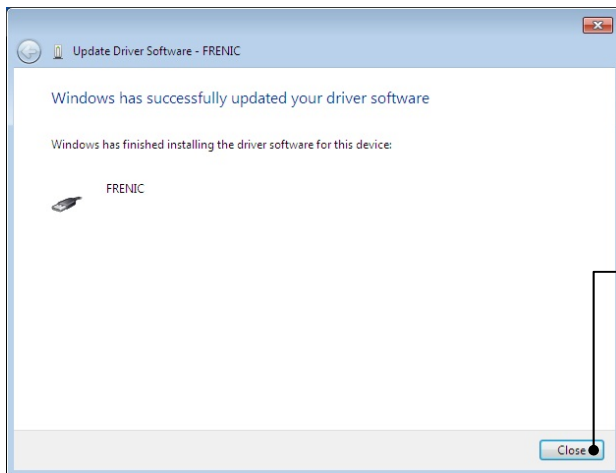 Update Driver Software - FRENIC
Windows has successfully updated your driver software
Windows has finished installing the driver software for this device:
FRENIC
Close